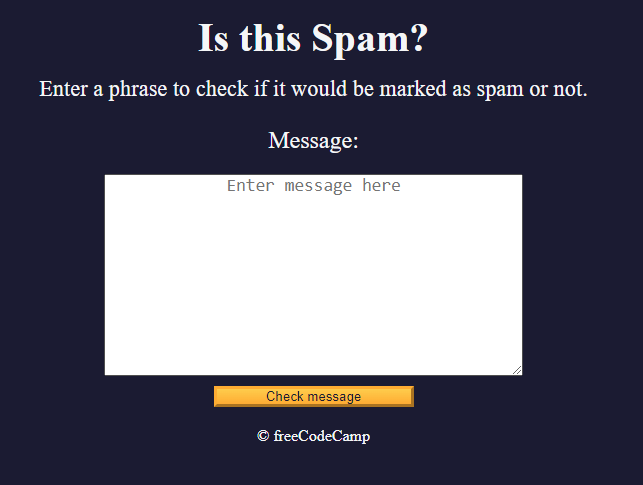 Is this Spam?
Enter a phrase to check if it would be marked as spam or not.
Message:
Enter message here
Check message
© freeCodeCamp